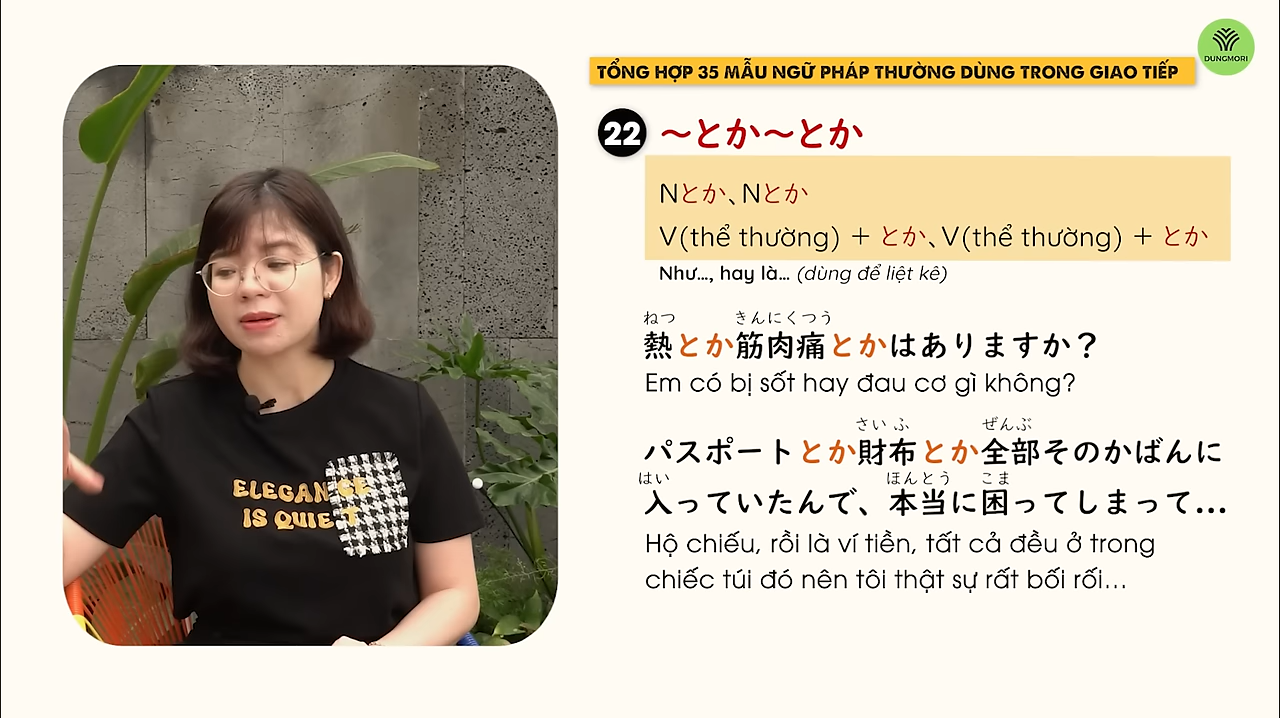 DUNGMORI
TỔNG HỢP 35 MẪU NGỮ PHÁP THƯỜNG DÙNG TRONG GIAO TIẾP
22 〜とか〜とか
Nとか、Nとか
V(thể thường) + とか、V(thể thường) + とか
Như..., hay là... (dùng để liệt kê)
ねつ きんにくつう
熱とか筋肉痛とかはありますか？
Em có bị sốt hay đau cơ gì không?
さいふ ぜんぶ
パスポートとか財布とか全部そのかばんに
はい ほんとう こま
入っていたんで、本当に困ってしまって...
Hộ chiếu, rồi là ví tiền, tất cả đều ở trong
chiếc túi đó nên tôi thật sự rất bối rối...
ELEGANCE
IS QUIET